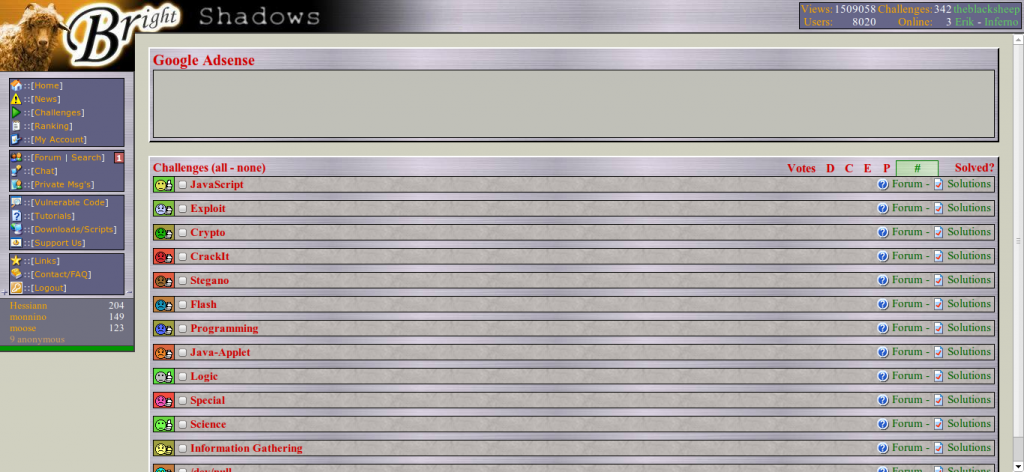 Bright Shadows
Views: 1509058 Challenges: 342 theblacksheep
Users: 8020 Online: 3 Erik - Inferno
::[Home]
::[News]
::[Challenges]
::[Ranking]
::[My Account]
::[Forum | Search] 1
::[Chat]
::[Private Msg's]
::[Vulnerable Code]
::[Tutorials]
::[Downloads/Scripts]
::[Support Us]
::[Links]
::[Contact/FAQ]
::[Logout]
Hessiann 204
monnino 149
moose 123
9 anonymous
Google Adsense
Challenges (all - none) Votes D C E P # Solved?
JavaScript Forum - Solutions
Exploit Forum - Solutions
Crypto Forum - Solutions
CrackIt Forum - Solutions
Stegano Forum - Solutions
Flash Forum - Solutions
Programming Forum - Solutions
Java-Applet Forum - Solutions
Logic Forum - Solutions
Special Forum - Solutions
Science Forum - Solutions
Information Gathering Forum - Solutions
/dev/null Forum - Solutions